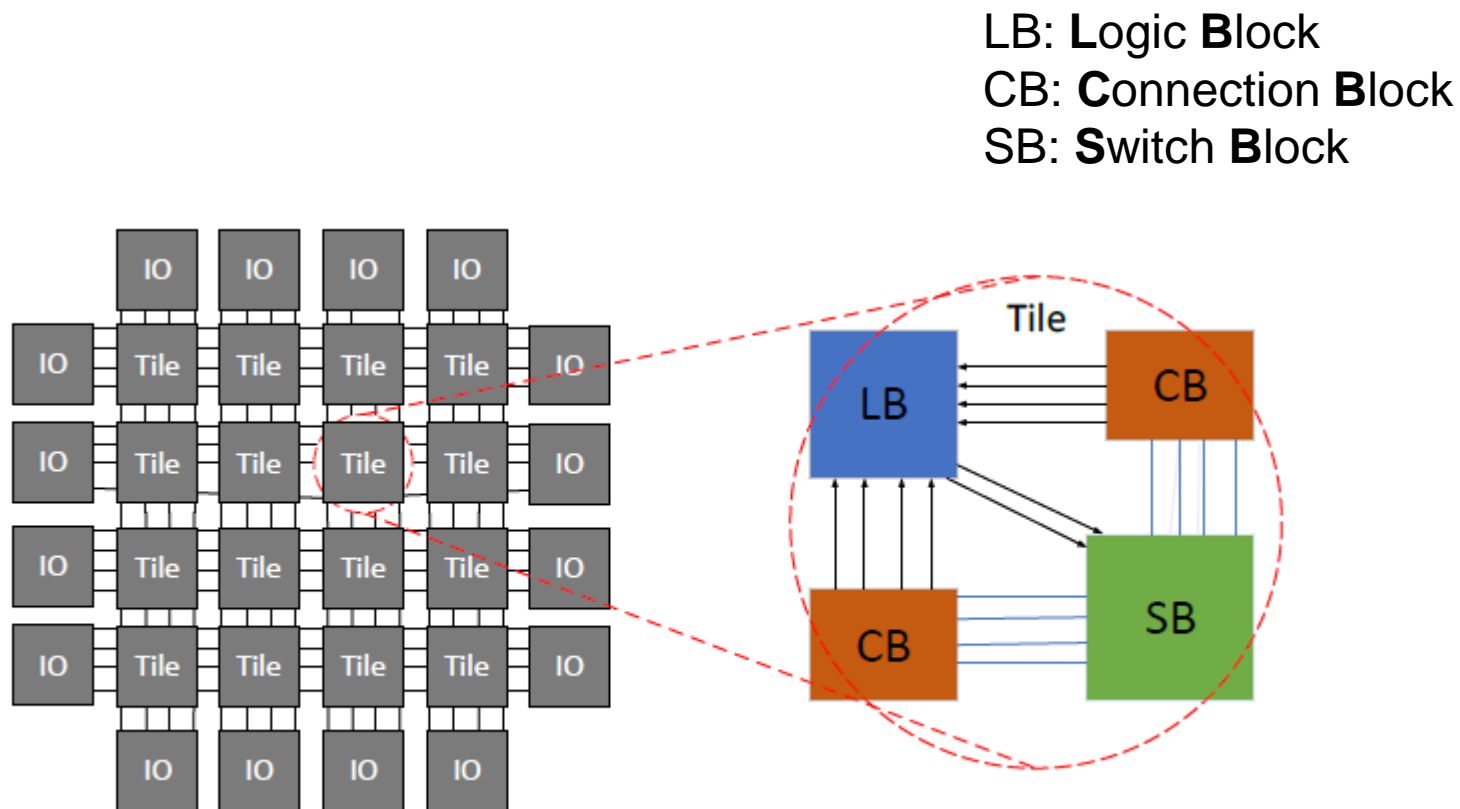 LB: Logic Block
CB: Connection Block
SB: Switch Block
IO IO IO IO
IO Tile Tile Tile Tile IO
IO Tile Tile Tile Tile IO
IO Tile Tile Tile Tile IO
IO Tile Tile Tile Tile IO
IO IO IO IO
Tile
LB CB
CB SB